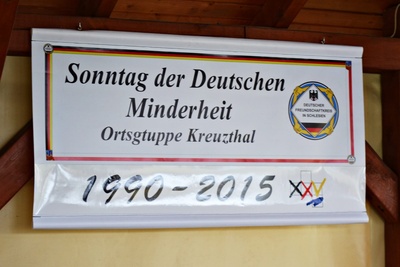 Sonntag der Deutschen
Minderheit
Ortsgtuppe Kreuzthal
DEUTSCHER
FREUNDSCHAFTSKREIS
IN SCHLESIEN
1990-2015 XXV